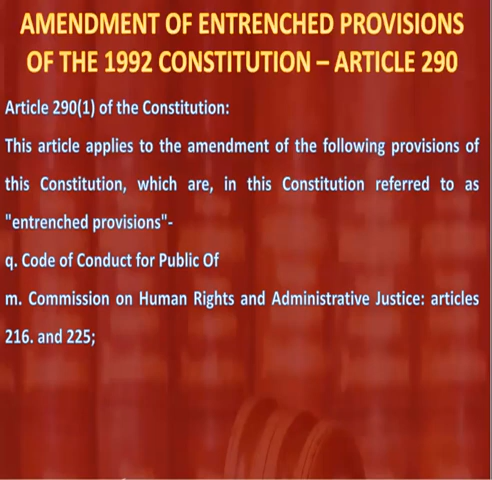 AMENDMENT OF ENTRENCHED PROVISIONS
OF THE 1992 CONSTITUTION – ARTICLE 290
Article 290(1) of the Constitution:
This article applies to the amendment of the following provisions of
this Constitution, which are, in this Constitution referred to as
"entrenched provisions"-
q. Code of Conduct for Public Of
m. Commission on Human Rights and Administrative Justice: articles
216. and 225;